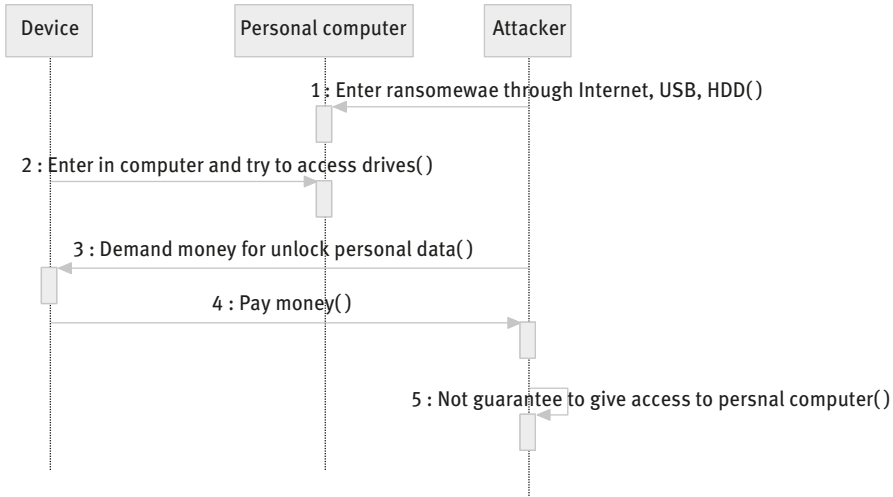 Device
Personal computer
Attacker
1 : Enter ransomewae through Internet, USB, HDD()
2 : Enter in computer and try to access drives()
3 : Demand money for unlock personal data()
4 : Pay money()
5 : Not guarantee to give access to persnal computer()